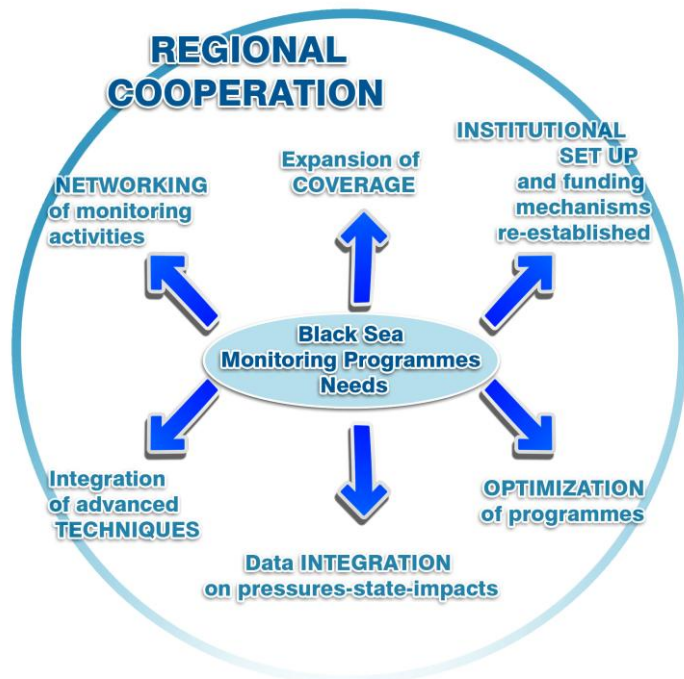 REGIONAL
COOPERATION
Expansion of
COVERAGE
INSTITUTIONAL
SET UP
and funding
mechanisms
re-established
NETWORKING
of monitoring
activities
Black Sea
Monitoring Programmes
Needs
Integration
of advanced
TECHNIQUES
OPTIMIZATION
of programmes
Data INTEGRATION
on pressures-state-impacts